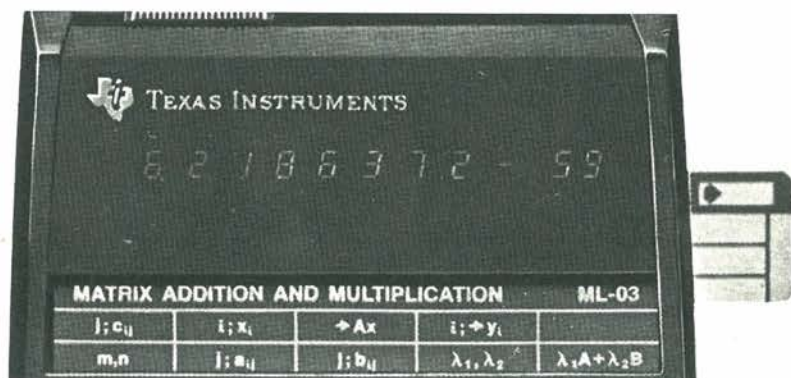 TEXAS INSTRUMENTS
6.2186372-59
MATRIX ADDITION AND MULTIPLICATION ML-03
j; cᵢⱼ i; xᵢ →Ax i; →yᵢ
m,n j; aᵢⱼ j; bᵢⱼ λ₁, λ₂ λ₁A+λ₂B